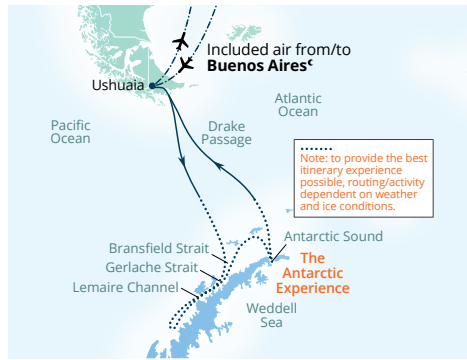 Included air from/to
Buenos Airesᶜ
Ushuaia
Atlantic
Ocean
Pacific
Ocean
Drake
Passage
Note: to provide the best
itinerary experience
possible, routing/activity
dependent on weather
and ice conditions.
Antarctic Sound
Bransfield Strait
The
Antarctic
Experience
Gerlache Strait
Lemaire Channel
Weddell
Sea